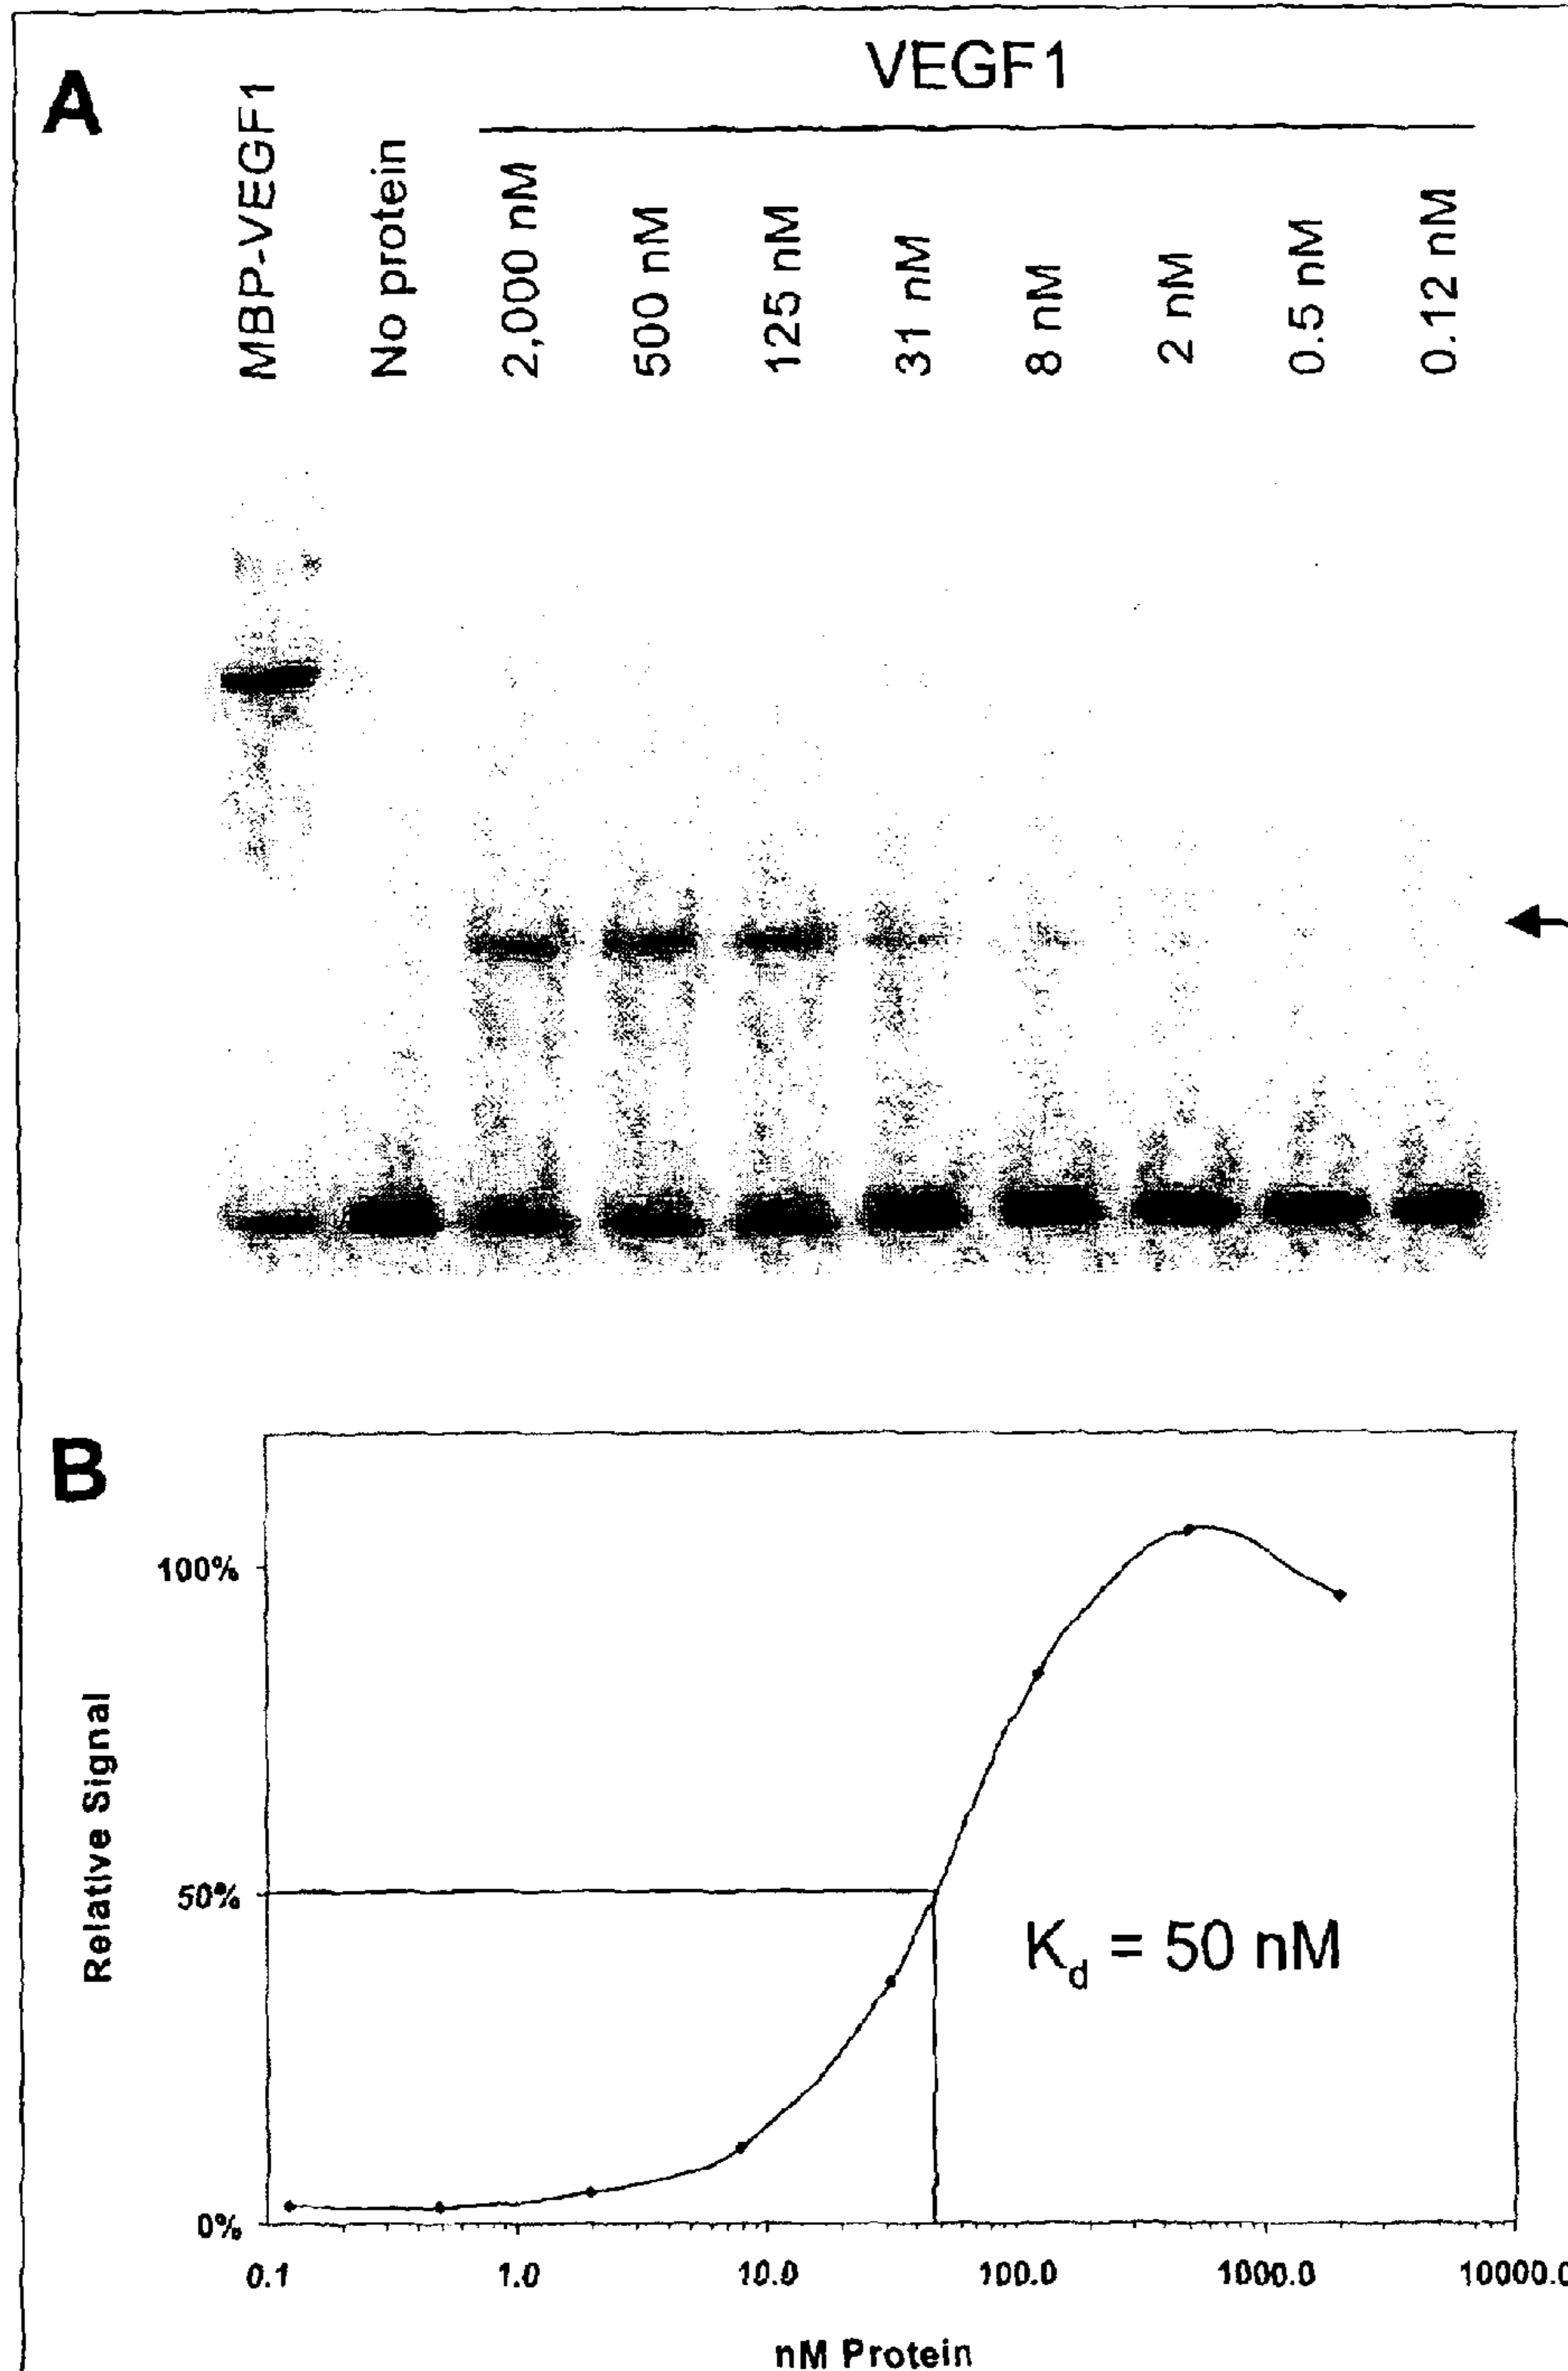 A
VEGF1
MBP-VEGF1
No protein
2,000 nM
500 nM
125 nM
31 nM
8 nM
2 nM
0.5 nM
0.12 nM
B
100%
50%
0%
Relative Signal
Kd = 50 nM
0.1 1.0 10.0 100.0 1000.0 10000.0
nM Protein